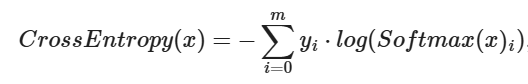 CrossEntropy(x) = − ∑_{i=0}^{m} y_i · log(Softmax(x)_i).